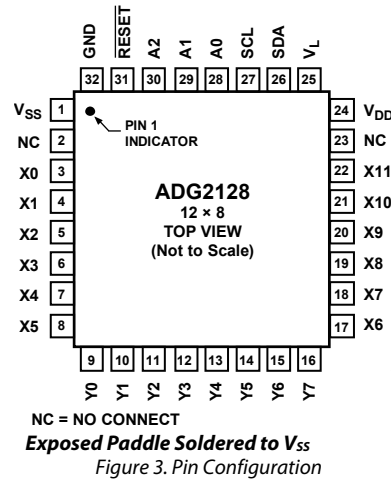 GND
RESET
A2
A1
A0
SCL
SDA
VL
32 31 30 29 28 27 26 25
VSS 1
NC 2
X0 3
X1 4
X2 5
X3 6
X4 7
X5 8
PIN 1
INDICATOR
ADG2128
12 × 8
TOP VIEW
(Not to Scale)
24 VDD
23 NC
22 X11
21 X10
20 X9
19 X8
18 X7
17 X6
9 10 11 12 13 14 15 16
Y0
Y1
Y2
Y3
Y4
Y5
Y6
Y7
NC = NO CONNECT
Exposed Paddle Soldered to VSS
Figure 3. Pin Configuration